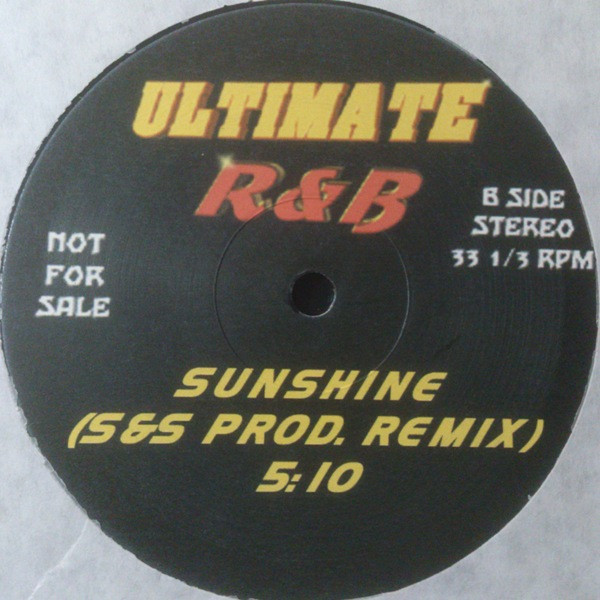 ULTIMATE
R&B
B SIDE
STEREO
33 1/3 RPM
NOT
FOR
SALE
SUNSHINE
(S&S PROD. REMIX)
5:10